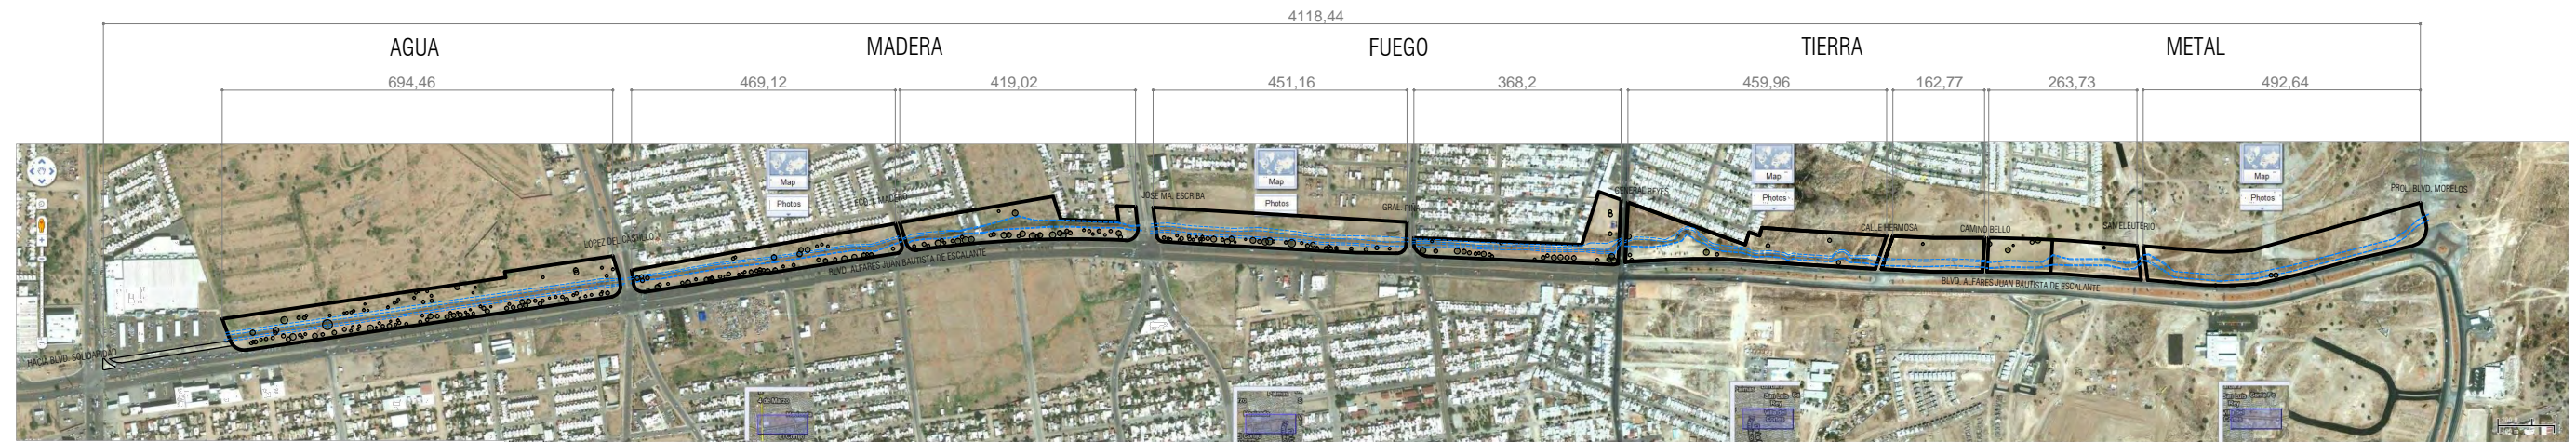 4118,44
AGUA
MADERA
FUEGO
TIERRA
METAL
694,46
469,12
419,02
451,16
368,2
459,96
162,77
263,73
492,64
Map
Photos
Map
Photos
Map
Photos
Map
Photos
HACIA BLVD. SOLIDARIDAD
LOPEZ DEL CASTILLO
FCO. I. MADERO
JOSE MA. ESCRIBA
GRAL. PIÑA
GENERAL REYES
CALLE HERMOSA
CAMINO BELLO
SAN ELEUTERIO
PROL. BLVD. MORELOS
BLVD. ALFARES JUAN BAUTISTA DE ESCALANTE
BLVD. ALFARES JUAN BAUTISTA DE ESCALANTE